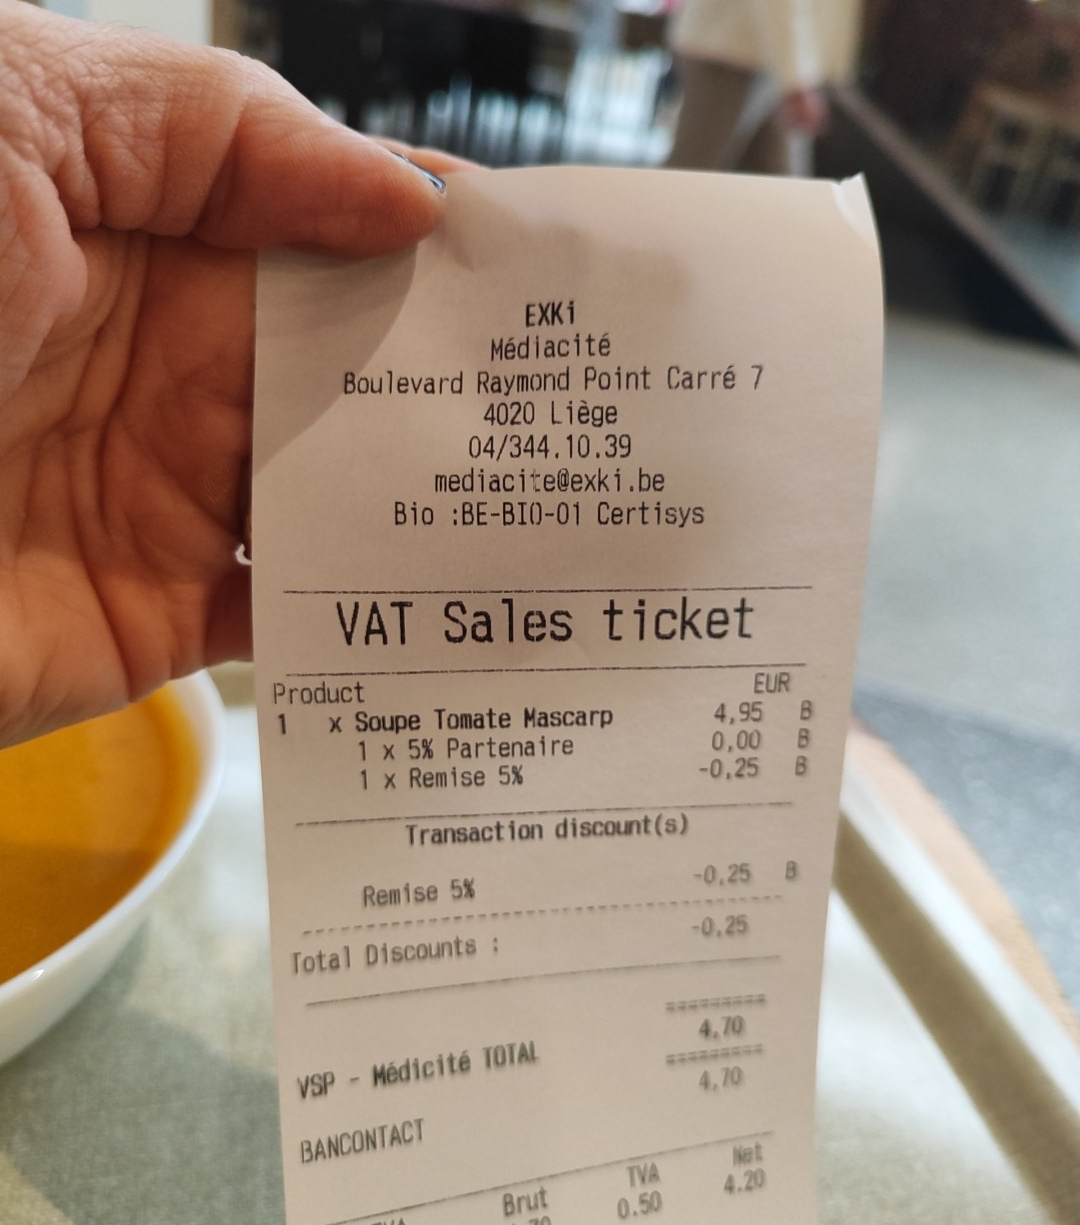 EXKi
Médiacité
Boulevard Raymond Point Carré 7
4020 Liège
04/344.10.39
mediacite@exki.be
Bio :BE-BIO-01 Certisys
VAT Sales ticket
Product EUR
1 x Soupe Tomate Mascarp 4,95 B
1 x 5% Partenaire 0,00 B
1 x Remise 5% -0,25 B
Transaction discount(s)
Remise 5% -0,25 B
Total Discounts : -0,25
=========
VSP - Médicité TOTAL 4,70
=========
BANCONTACT 4,70
Brut TVA Net
0.50 4.20